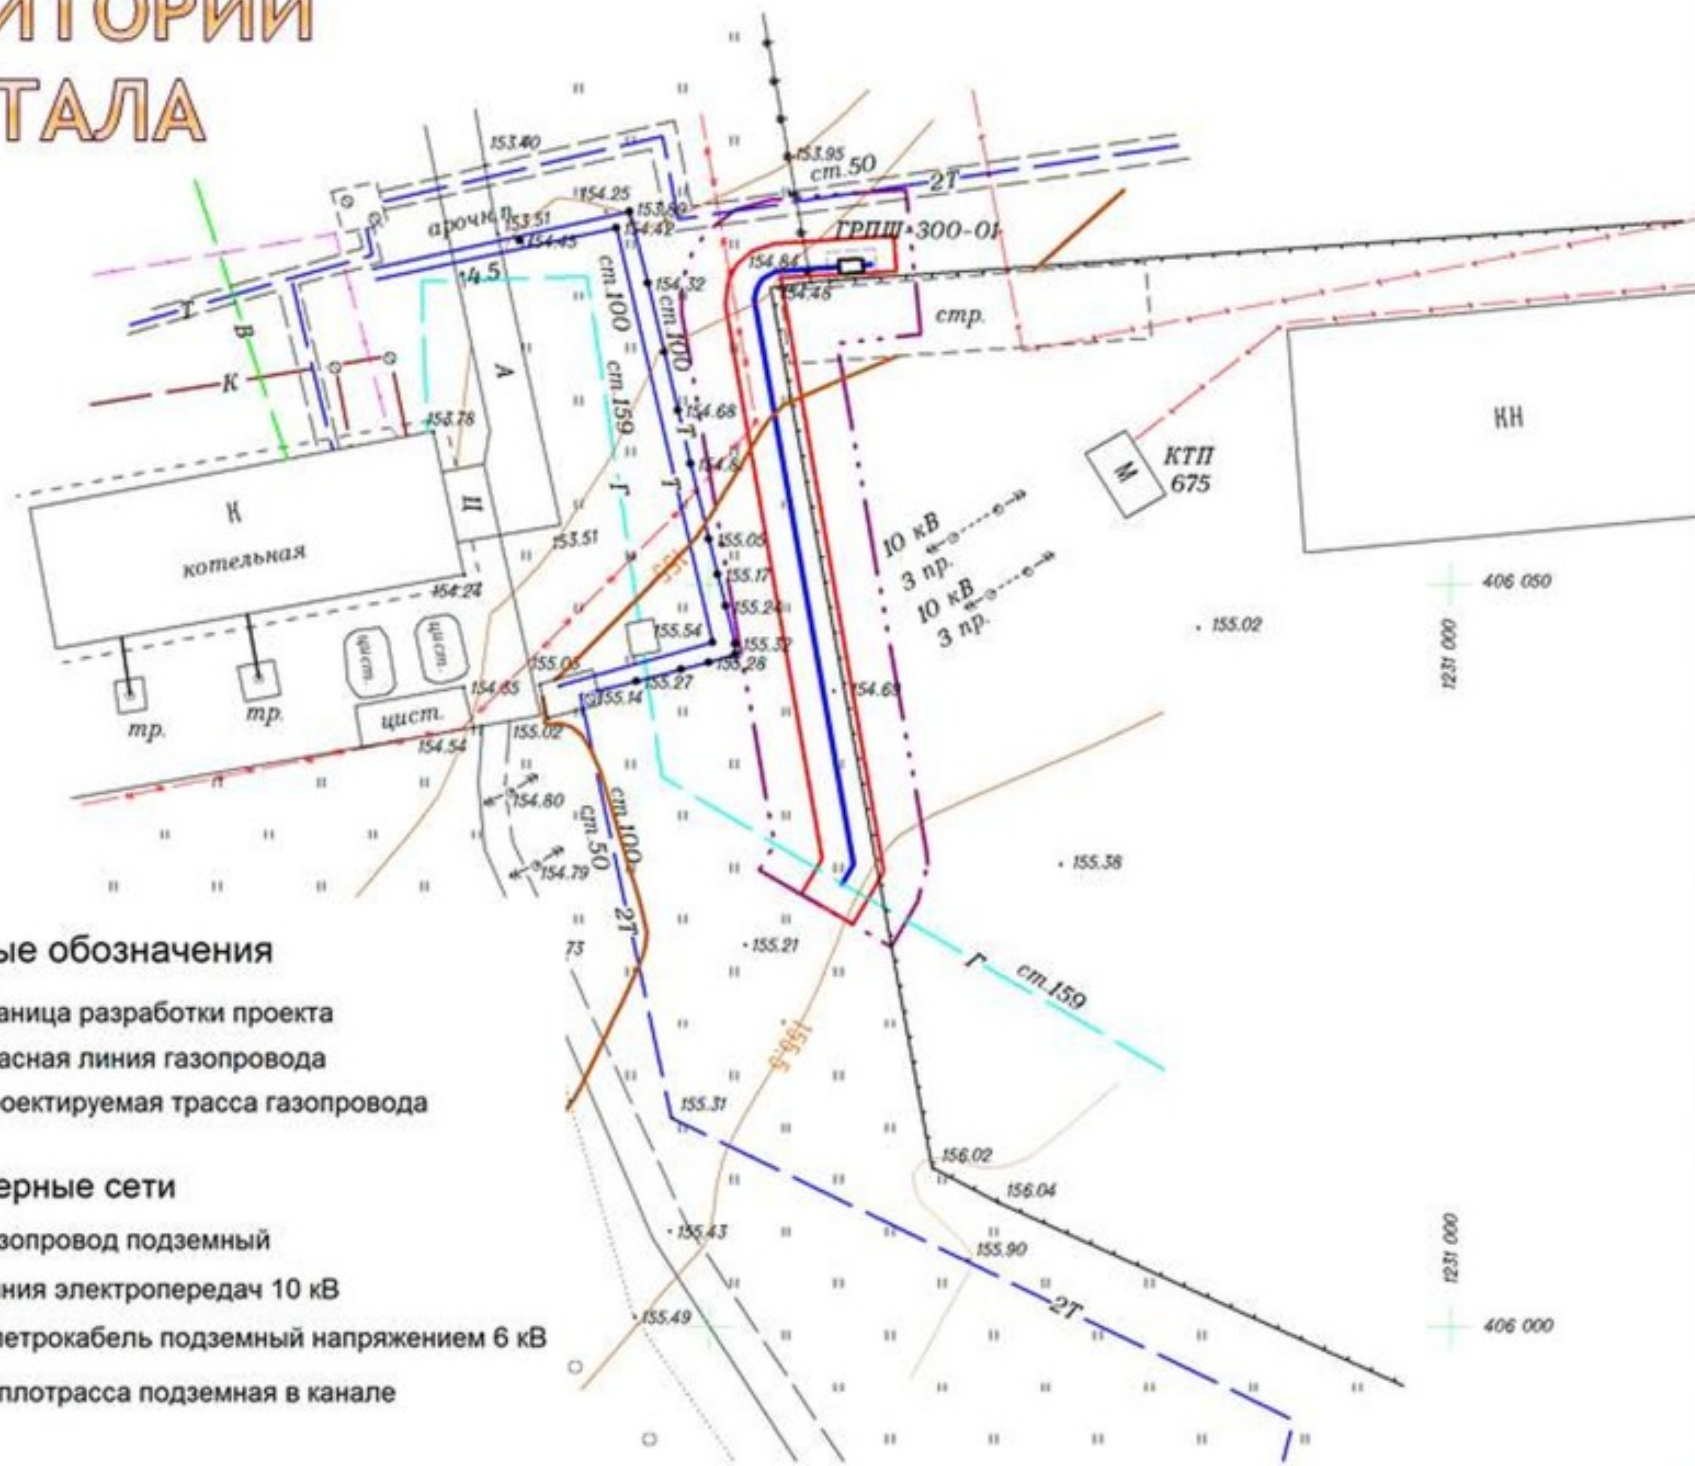 ИТОРИИ
ТАЛА
153.40
153.95
ст.50
2Т
154.25
153.89
арочн.п
153.51
154.42
154.45
ГРПШ-300-01
154.84
4.5
154.32
154.48
ст.100
ст.100
стр.
Т
В
К
А
ст.159
153.78
154.68
Т
КН
К
котельная
Ц
Г
Т
М
КТП
675
153.51
155.05
10 кВ
3 пр.
10 кВ
3 пр.
155
155.17
406 050
154.24
155.24
155.02
1231 000
цист.
цист.
155.54
155.32
155.28
155.05
155.27
154.69
154.65
155.14
тр.
тр.
цист.
154.54
155.02
154.80
ст.100
ст.50
154.79
155.38
2Т
73
155.21
Г
ст.159
155.0
155.31
156.02
156.04
155.43
155.90
1231 000
2Т
155.49
406 000
ые обозначения
аница разработки проекта
асная линия газопровода
оектируемая трасса газопровода
ерные сети
зопровод подземный
ния электропередач 10 кВ
етрокабель подземный напряжением 6 кВ
плотрасса подземная в канале